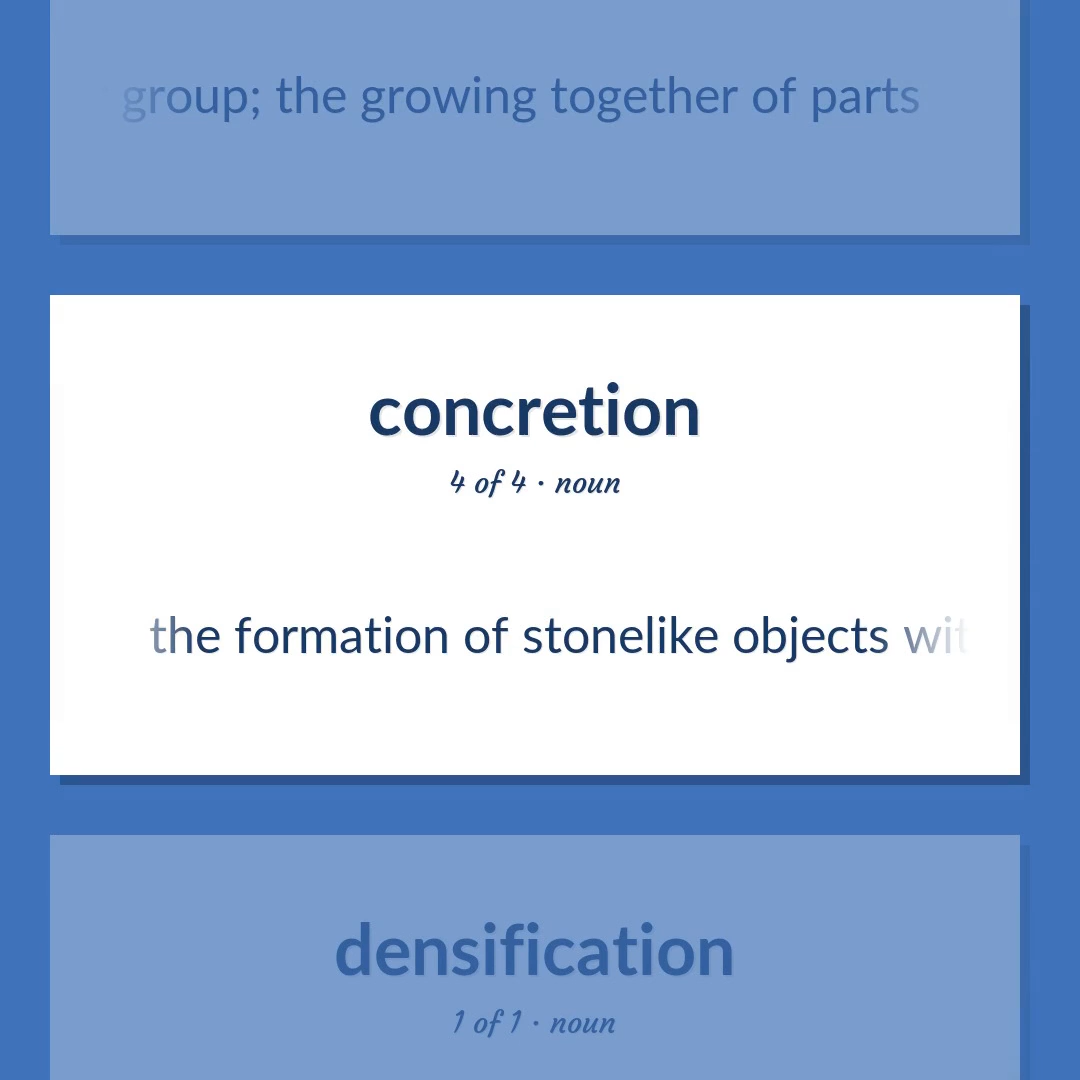 group; the growing together of parts
concretion
4 of 4 · noun
the formation of stonelike objects
densification
1 of 1 · noun